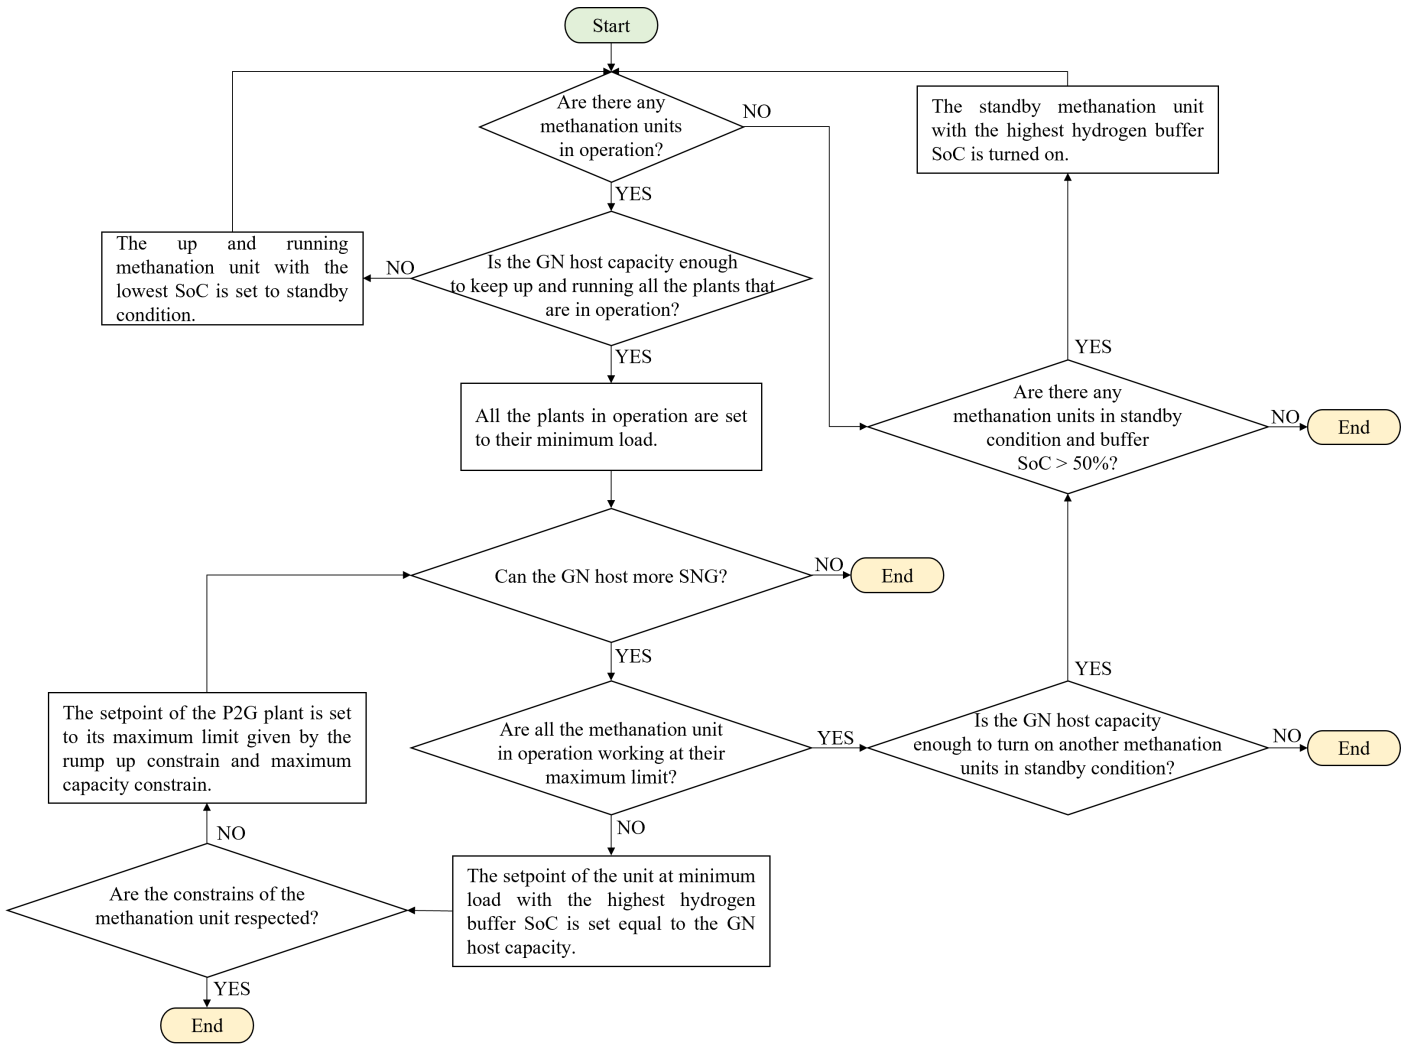 Start
Are there any
methanation units
in operation?
NO
YES
The standby methanation unit
with the highest hydrogen buffer
SoC is turned on.
The up and running
methanation unit with the
lowest SoC is set to standby
condition.
NO
Is the GN host capacity enough
to keep up and running all the plants that
are in operation?
YES
All the plants in operation are set
to their minimum load.
YES
Are there any
methanation units in standby
condition and buffer
SoC > 50%?
NO
End
Can the GN host more SNG?
NO
End
YES
The setpoint of the P2G plant is set
to its maximum limit given by the
rump up constrain and maximum
capacity constrain.
Are all the methanation unit
in operation working at their
maximum limit?
YES
YES
Is the GN host capacity
enough to turn on another methanation
units in standby condition?
NO
End
NO
NO
Are the constrains of the
methanation unit respected?
The setpoint of the unit at minimum
load with the highest hydrogen
buffer SoC is set equal to the GN
host capacity.
YES
End